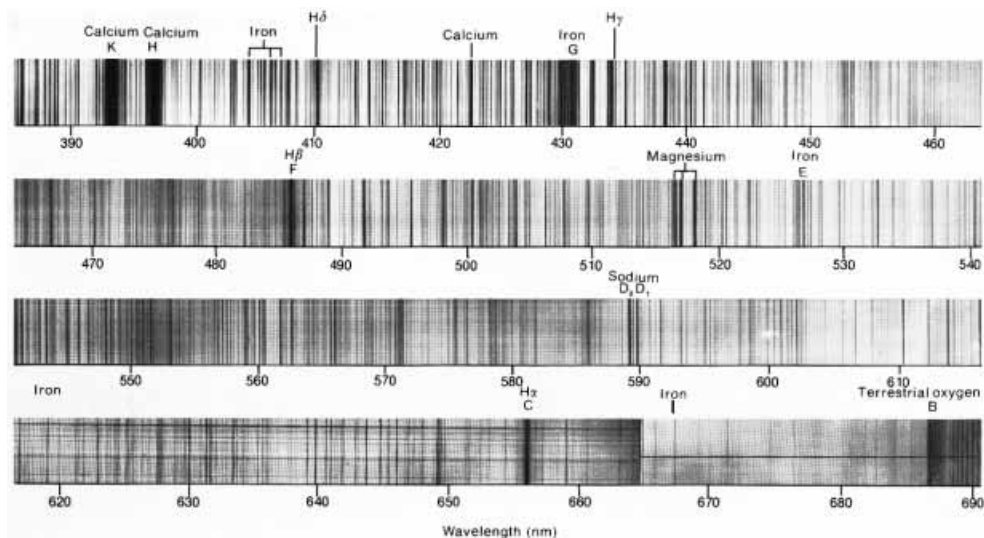 Hδ Hγ
Calcium Calcium Iron Calcium Iron
K H G
390 400 410 420 430 440 450 460
Hβ Magnesium Iron
F E
470 480 490 500 510 520 530 540
Sodium
D₂D₁
550 560 570 580 590 600 610
Iron Hα Iron Terrestrial oxygen
C B
620 630 640 650 660 670 680 690
Wavelength (nm)